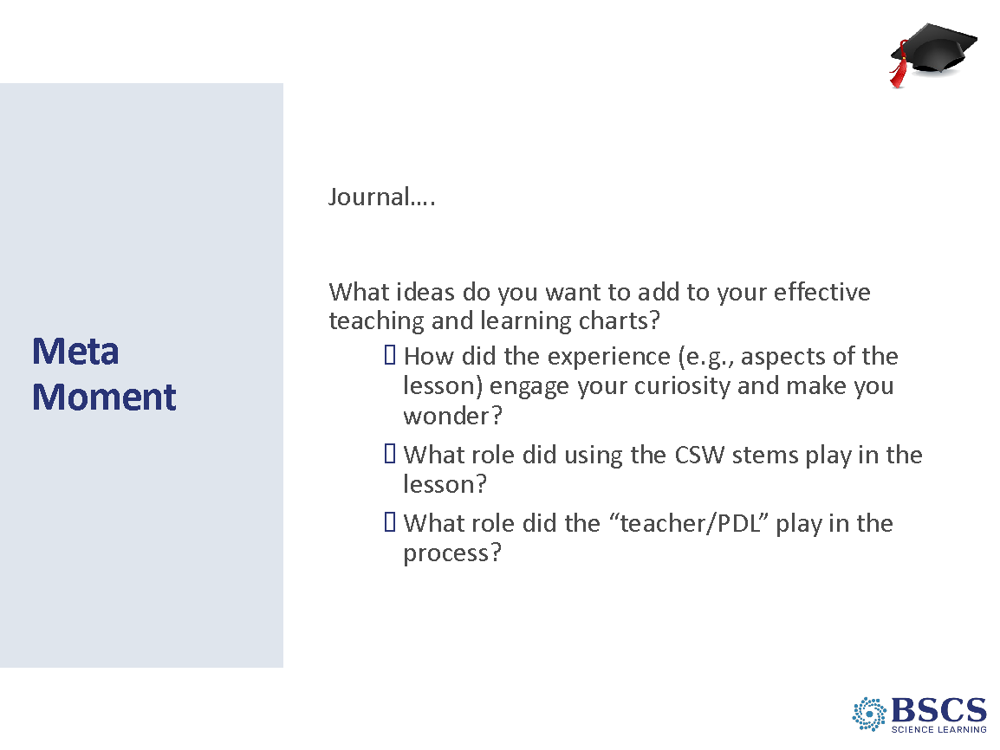 Meta
Moment
Journal….
What ideas do you want to add to your effective
teaching and learning charts?
How did the experience (e.g., aspects of the
lesson) engage your curiosity and make you
wonder?
What role did using the CSW stems play in the
lesson?
What role did the “teacher/PDL” play in the
process?
BSCS
SCIENCE LEARNING